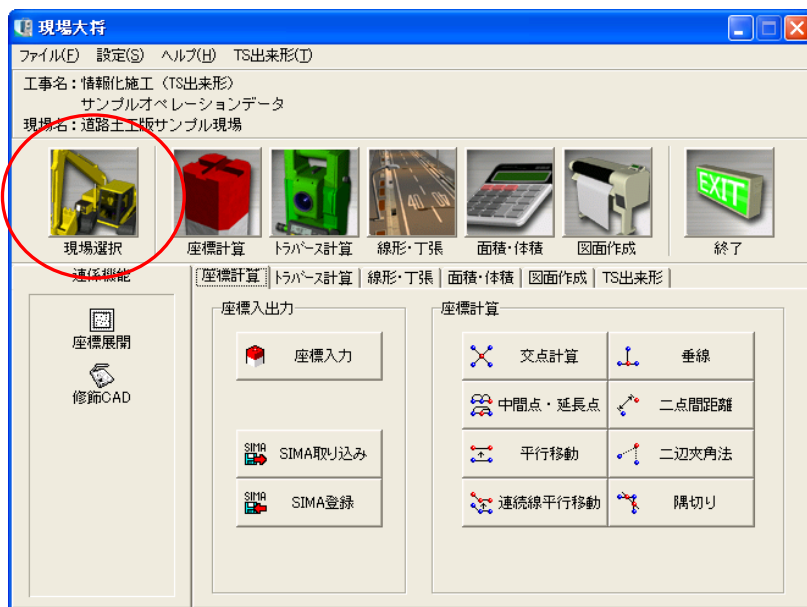 現場大将
ファイル(F) 設定(S) ヘルプ(H) TS出来形(T)
工事名:情報化施工(TS出来形)
サンプルオペレーションデータ
現場名:道路土工版サンプル現場
EXIT
現場選択 座標計算 トラバース計算 線形・丁張 面積・体積 図面作成 終了
連係機能
座標計算 トラバース計算 線形・丁張 面積・体積 図面作成 TS出来形
座標展開
修飾CAD
座標入出力
座標入力
SIMA SIMA取り込み
SIMA SIMA登録
座標計算
交点計算 垂線
中間点・延長点 二点間距離
平行移動 二辺夾角法
連続線平行移動 隅切り